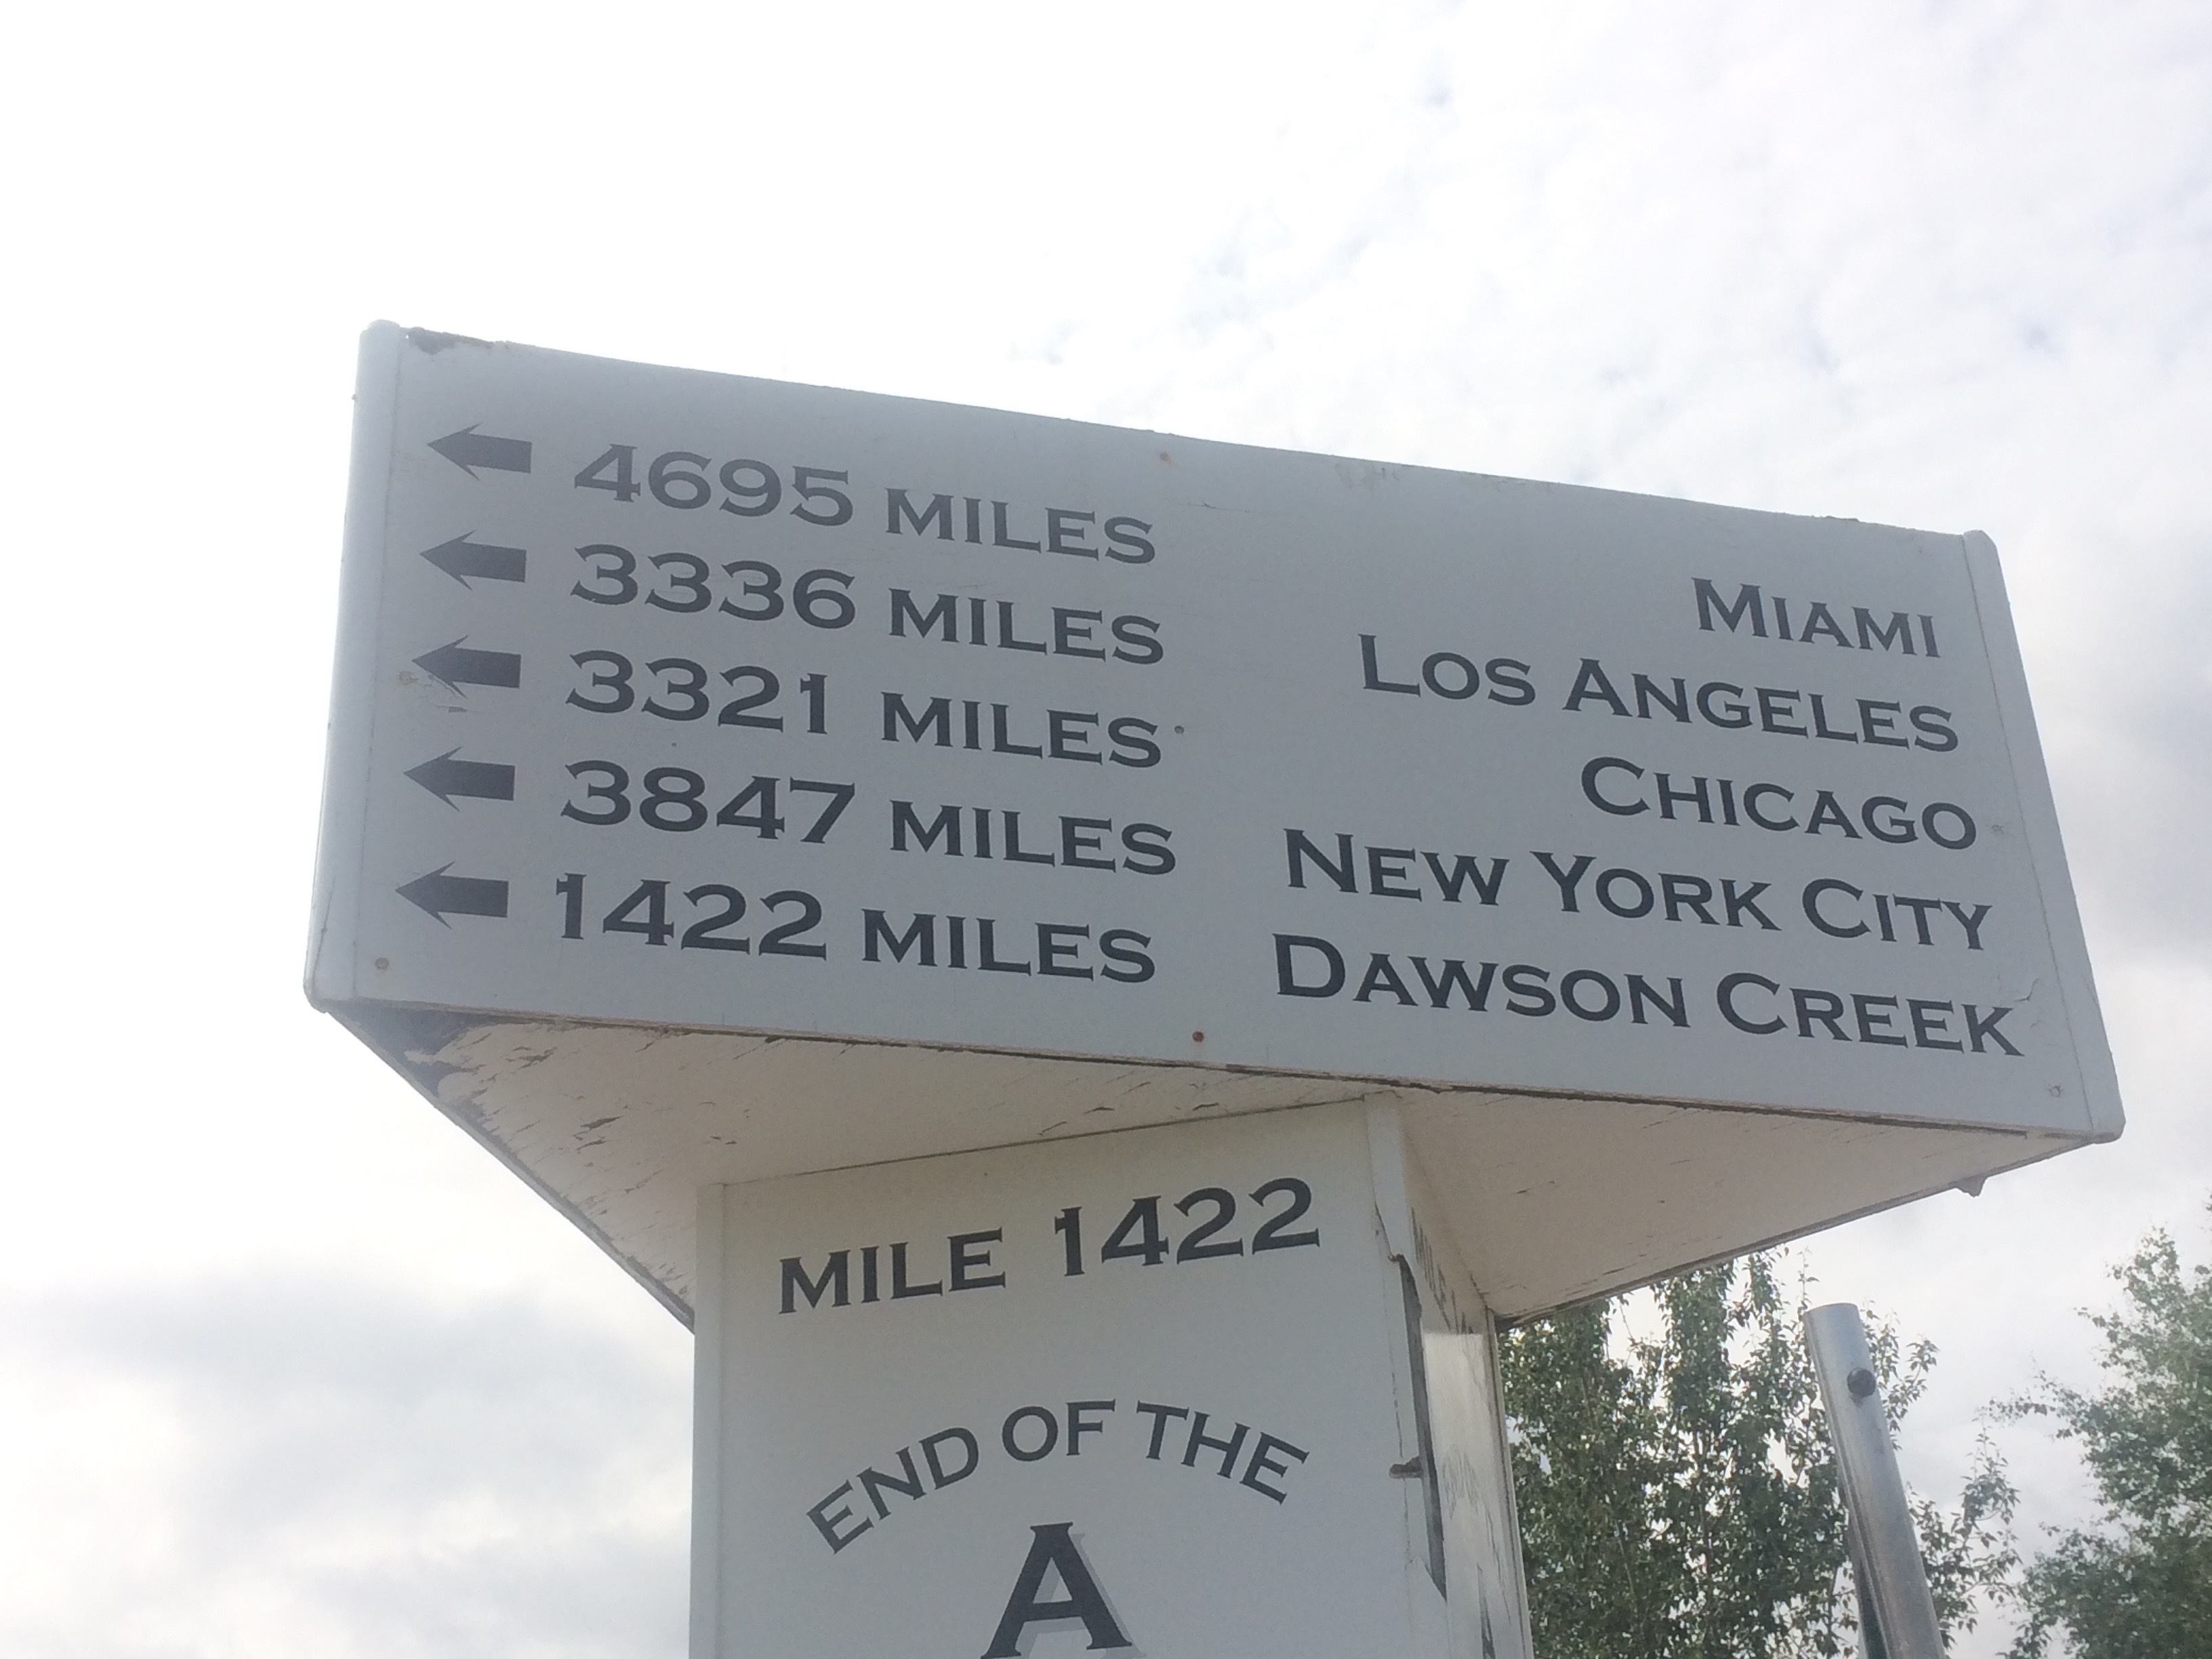 4695 MILES MIAMI
3336 MILES LOS ANGELES
3321 MILES CHICAGO
3847 MILES NEW YORK CITY
1422 MILES DAWSON CREEK
MILE 1422
END OF THE
A